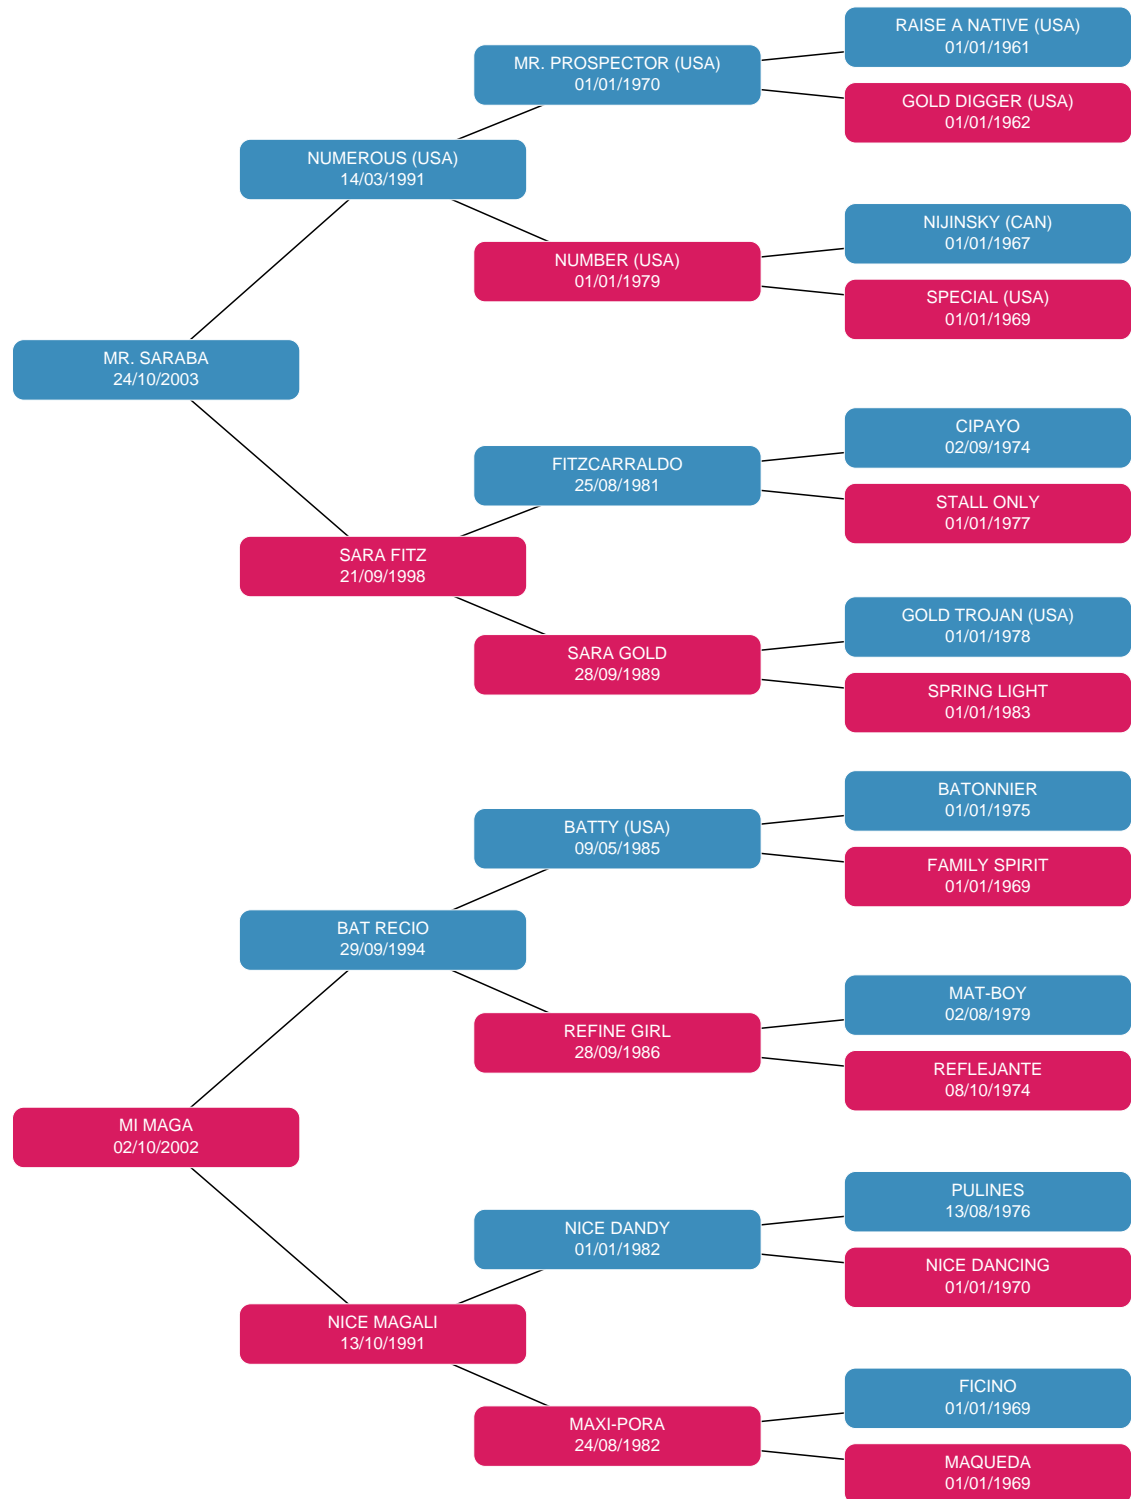 RAISE A NATIVE (USA)
01/01/1961
MR. PROSPECTOR (USA)
01/01/1970
GOLD DIGGER (USA)
01/01/1962
NUMEROUS (USA)
14/03/1991
NIJINSKY (CAN)
01/01/1967
NUMBER (USA)
01/01/1979
SPECIAL (USA)
01/01/1969
MR. SARABA
24/10/2003
CIPAYO
02/09/1974
FITZCARRALDO
25/08/1981
STALL ONLY
01/01/1977
SARA FITZ
21/09/1998
GOLD TROJAN (USA)
01/01/1978
SARA GOLD
28/09/1989
SPRING LIGHT
01/01/1983
BATONNIER
01/01/1975
BATTY (USA)
09/05/1985
FAMILY SPIRIT
01/01/1969
BAT RECIO
29/09/1994
MAT-BOY
02/08/1979
REFINE GIRL
28/09/1986
REFLEJANTE
08/10/1974
MI MAGA
02/10/2002
PULINES
13/08/1976
NICE DANDY
01/01/1982
NICE DANCING
01/01/1970
NICE MAGALI
13/10/1991
FICINO
01/01/1969
MAXI-PORA
24/08/1982
MAQUEDA
01/01/1969